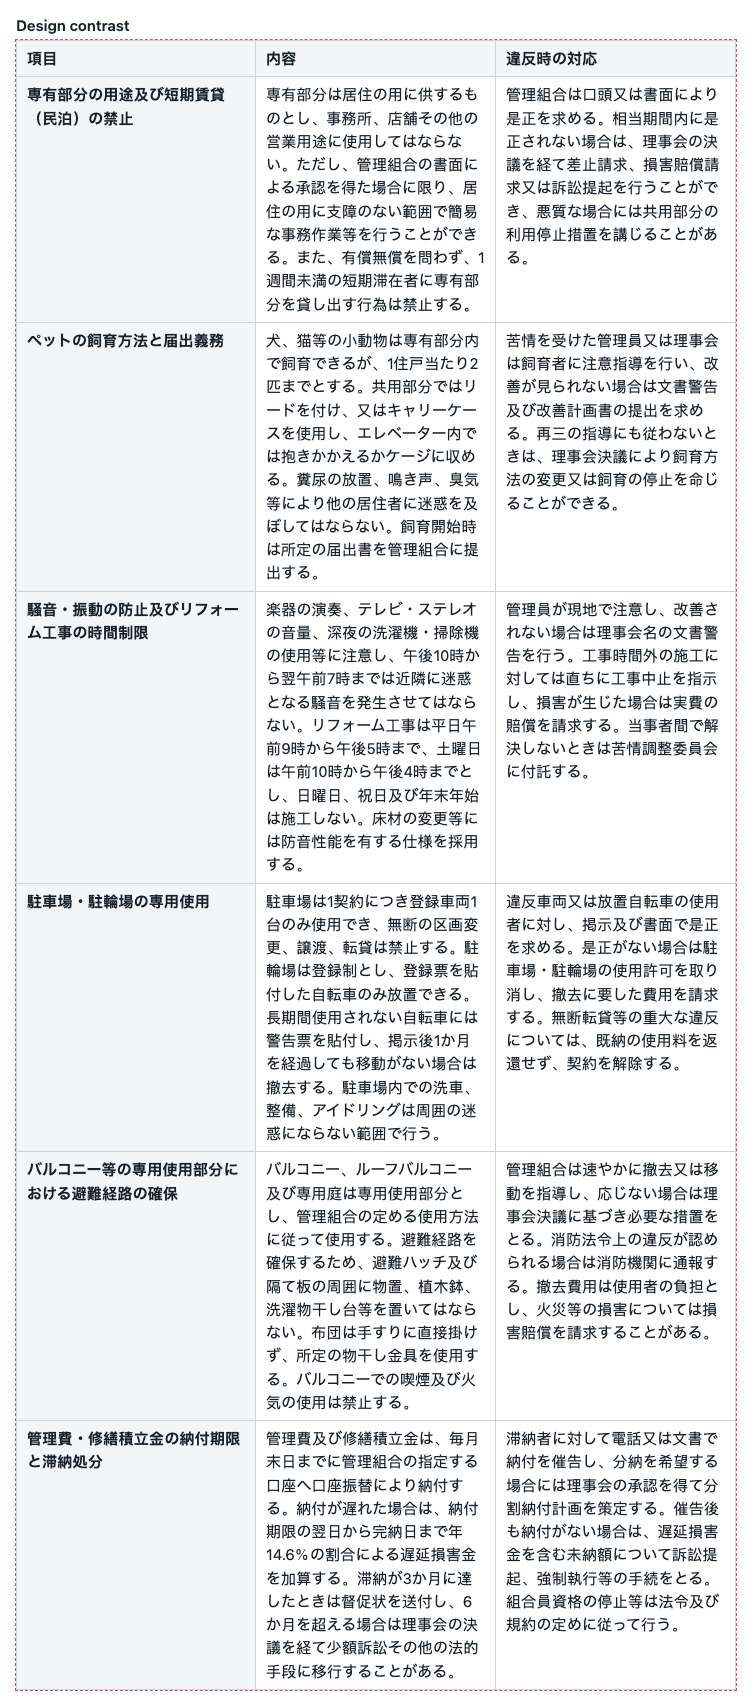 Design contrast
項目
内容
違反時の対応
専有部分の用途及び短期賃貸
（民泊）の禁止
専有部分は居住の用に供するも
のとし、事務所、店舗その他の
営業用途に使用してはならな
い。ただし、管理組合の書面に
よる承認を得た場合に限り、居
住の用に支障のない範囲で簡易
な事務作業等を行うことができ
る。また、有償無償を問わず、1
週間未満の短期滞在者に専有部
分を貸し出す行為は禁止する。
管理組合は口頭又は書面により
是正を求める。相当期間内に是
正されない場合は、理事会の決
議を経て差止請求、損害賠償請
求又は訴訟提起を行うことがで
き、悪質な場合には共用部分の
利用停止措置を講じることがあ
る。
ペットの飼育方法と届出義務
犬、猫等の小動物は専有部分内
で飼育できるが、1住戸当たり2
匹までとする。共用部分ではリ
ードを付け、又はキャリーケー
スを使用し、エレベーター内で
は抱きかかえるかケージに収め
る。糞尿の放置、鳴き声、臭気
等により他の居住者に迷惑を及
ぼしてはならない。飼育開始時
は所定の届出書を管理組合に提
出する。
苦情を受けた管理員又は理事会
は飼育者に注意指導を行い、改
善が見られない場合は文書警告
及び改善計画書の提出を求め
る。再三の指導にも従わないと
きは、理事会決議により飼育方
法の変更又は飼育の停止を命じ
ることができる。
騒音・振動の防止及びリフォー
ム工事の時間制限
楽器の演奏、テレビ・ステレオ
の音量、深夜の洗濯機・掃除機
の使用等に注意し、午後10時か
ら翌午前7時までは近隣に迷惑
となる騒音を発生させてはなら
ない。リフォーム工事は平日午
前9時から午後5時まで、土曜日
は午前10時から午後4時までと
し、日曜日、祝日及び年末年始
は施工しない。床材の変更等に
は防音性能を有する仕様を採用
する。
管理員が現地で注意し、改善さ
れない場合は理事会名の文書警
告を行う。工事時間外の施工に
対しては直ちに工事中止を指示
し、損害が生じた場合は実費の
賠償を請求する。当事者間で解
決しないときは苦情調整委員会
に付託する。
駐車場・駐輪場の専用使用
駐車場は1契約につき登録車両1
台のみ使用でき、無断の区画変
更、譲渡、転貸は禁止する。駐
輪場は登録制とし、登録票を貼
付した自転車のみ放置できる。
長期間使用されない自転車には
警告票を貼付し、掲示後1か月
を経過しても移動がない場合は
撤去する。駐車場内での洗車、
整備、アイドリングは周囲の迷
惑にならない範囲で行う。
違反車両又は放置自転車の使用
者に対し、掲示及び書面で是正
を求める。是正がない場合は駐
車場・駐輪場の使用許可を取り
消し、撤去に要した費用を請求
する。無断転貸等の重大な違反
については、既納の使用料を返
還せず、契約を解除する。
バルコニー等の専用使用部分に
おける避難経路の確保
バルコニー、ルーフバルコニー
及び専用庭は専用使用部分と
し、管理組合の定める使用方法
に従って使用する。避難経路を
確保するため、避難ハッチ及び
隔て板の周囲に物置、植木鉢、
洗濯物干し台等を置いてはなら
ない。布団は手すりに直接掛け
ず、所定の物干し金具を使用す
る。バルコニーでの喫煙及び火
気の使用は禁止する。
管理組合は速やかに撤去又は移
動を指導し、応じない場合は理
事会決議に基づき必要な措置を
とる。消防法令上の違反が認め
られる場合は消防機関に通報す
る。撤去費用は使用者の負担と
し、火災等の損害については損
害賠償を請求することがある。
管理費・修繕積立金の納付期限
と滞納処分
管理費及び修繕積立金は、毎月
末日までに管理組合の指定する
口座へ口座振替により納付す
る。納付が遅れた場合は、納付
期限の翌日から完納日まで年
14.6%の割合による遅延損害金
を加算する。滞納が3か月に達
したときは督促状を送付し、6
か月を超える場合は理事会の決
議を経て少額訴訟その他の法的
手段に移行することがある。
滞納者に対して電話又は文書で
納付を催告し、分納を希望する
場合には理事会の承認を得て分
割納付計画を策定する。催告後
も納付がない場合は、遅延損害
金を含む未納額について訴訟提
起、強制執行等の手続をとる。
組合員資格の停止等は法令及び
規約の定めに従って行う。